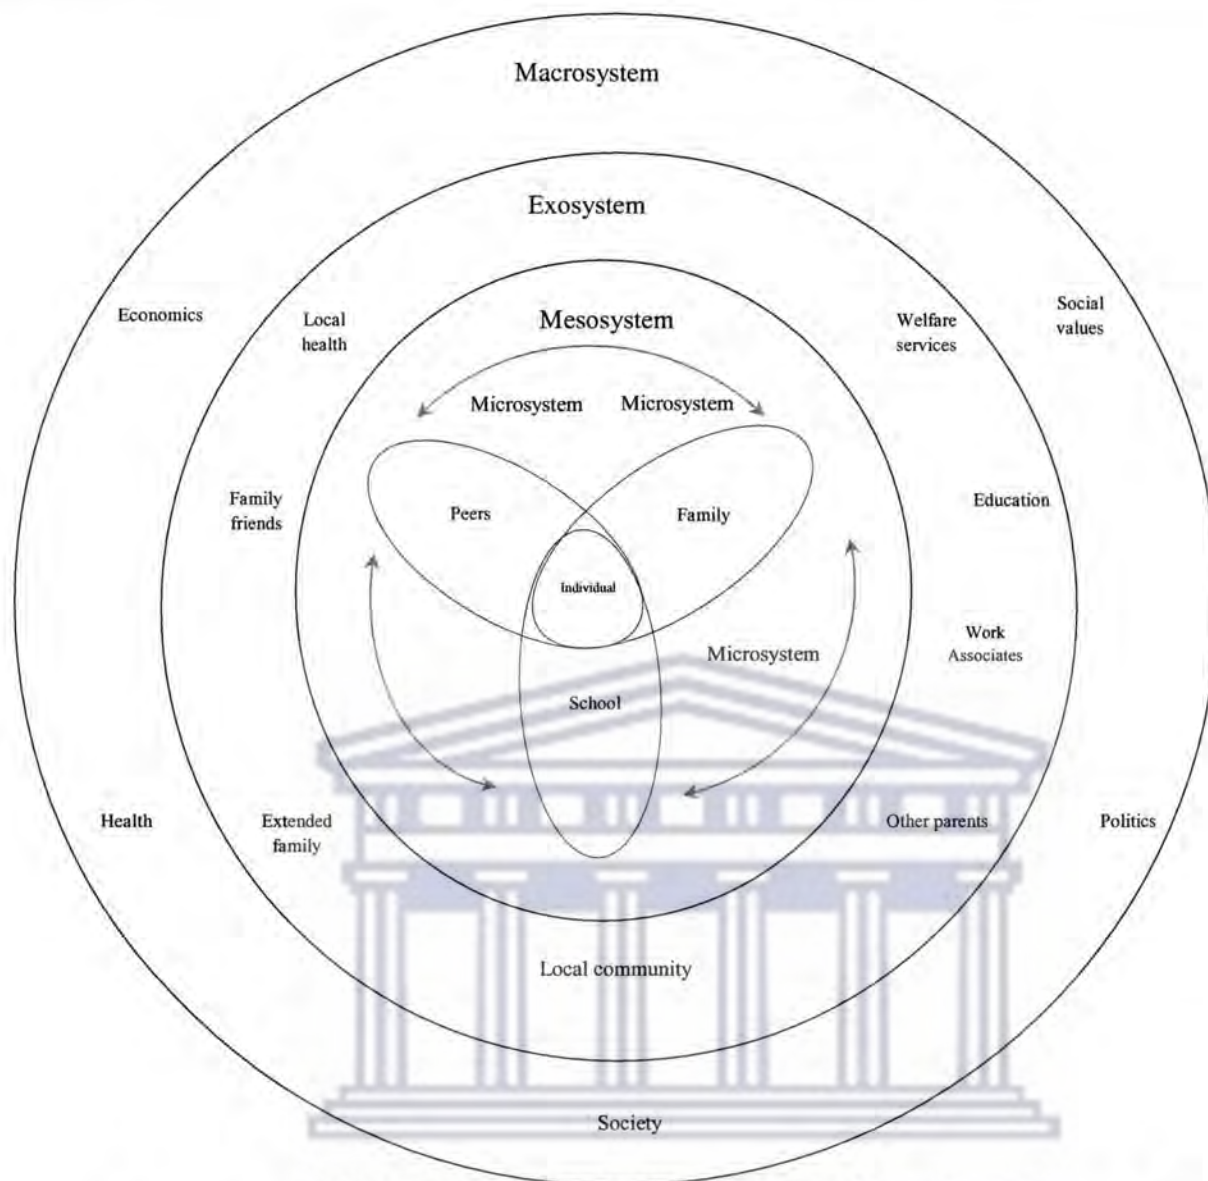 Macrosystem
Exosystem
Economics
Local
health
Mesosystem
Welfare
services
Social
values
Microsystem
Microsystem
Family
friends
Peers
Family
Education
Individual
Work
Associates
Microsystem
School
Health
Extended
family
Other parents
Politics
Local community
Society